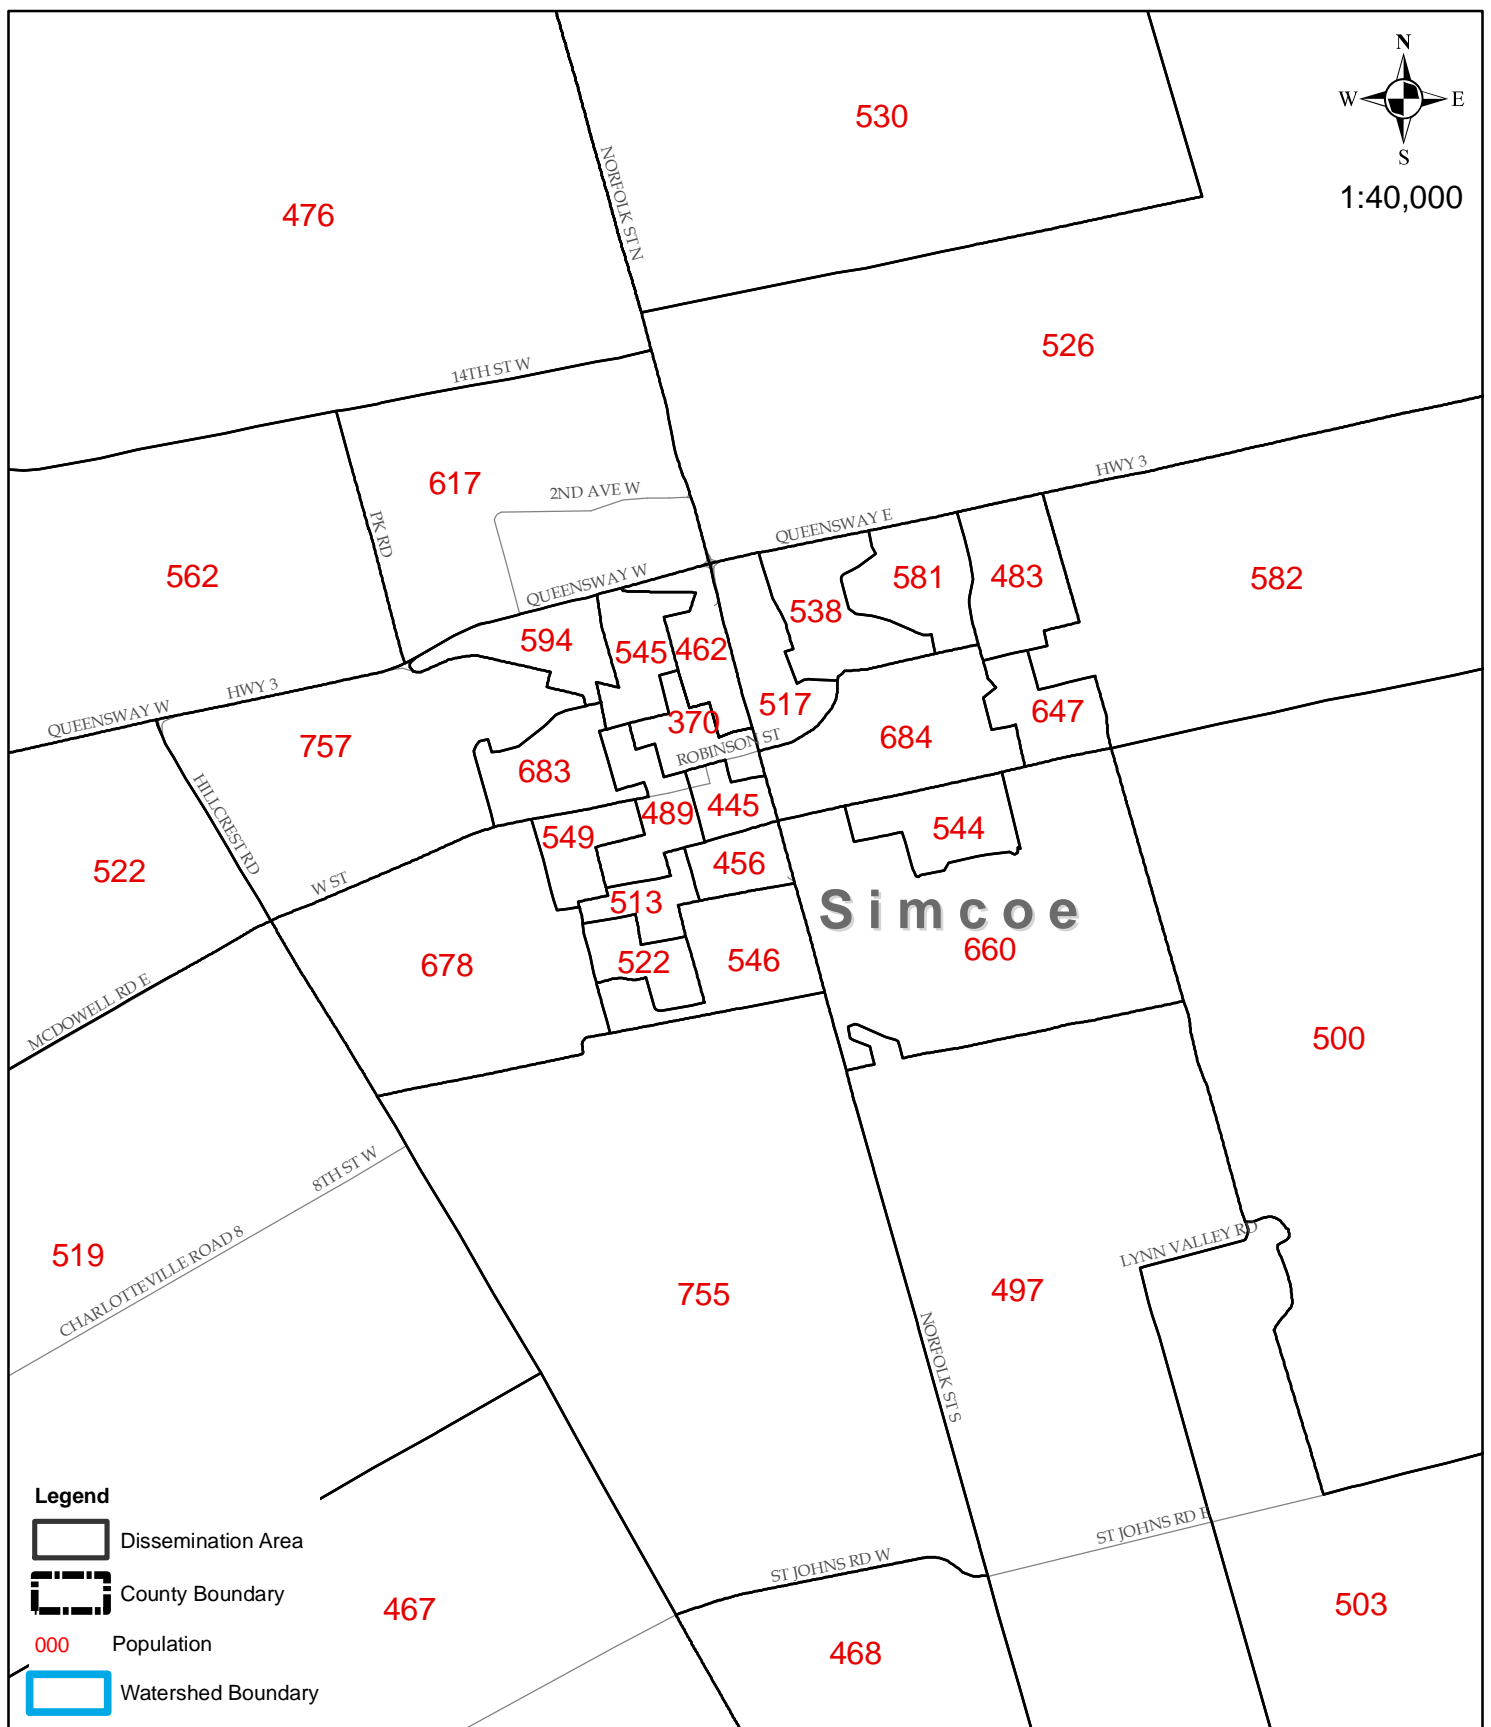 N
W E
S
1:40,000
530
476
NORFOLK ST N
526
14TH ST W
HWY 3
617
2ND AVE W
PK RD
QUEENSWAY E
562
QUEENSWAY W
581
483
582
538
594
545
462
HWY 3
QUEENSWAY W
517
647
370
ROBINSON ST
684
757
683
HILLCREST RD
489
445
549
544
522
456
W ST
513
Simcoe
678
522
546
660
MCDOWELL RD E
500
8TH ST W
519
CHARLOTTEVILLE ROAD 8
LYNN VALLEY RD
755
497
NORFOLK ST S
ST JOHNS RD E
ST JOHNS RD W
467
503
468
Legend
Dissemination Area
County Boundary
000 Population
Watershed Boundary